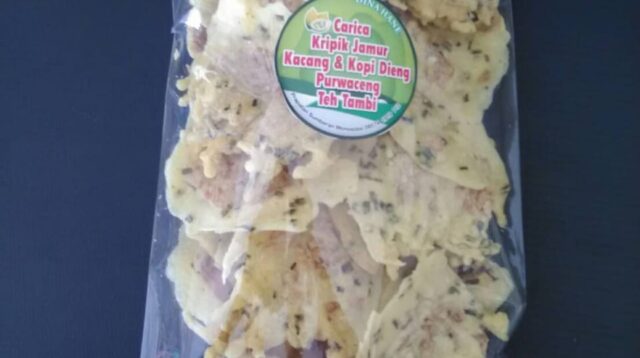 Carica
Kripik Jamur
Kacang & Kopi Dieng
Purwaceng
Teh Tambi